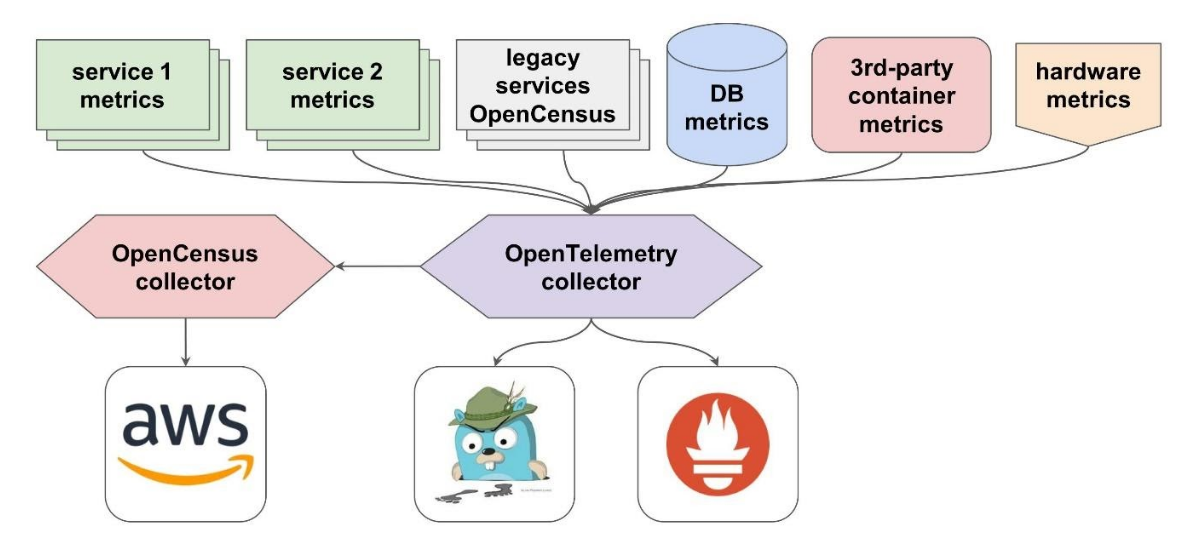 service 1
metrics
service 2
metrics
legacy
services
OpenCensus
DB
metrics
3rd-party
container
metrics
hardware
metrics
OpenCensus
collector
OpenTelemetry
collector
aws